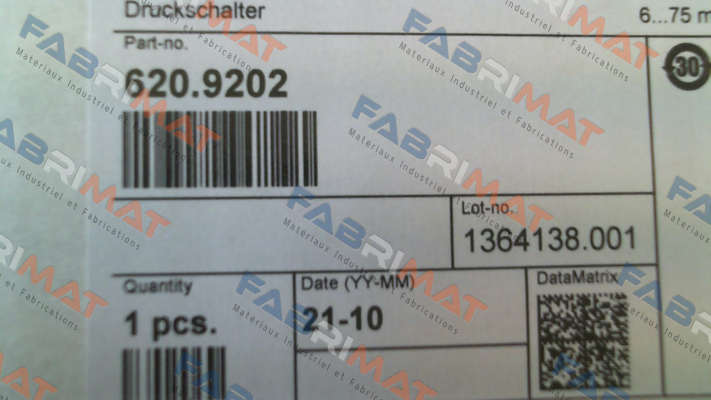 Druckschalter 6...75 m
Part-no.
620.9202
30
Lot-no.
1364138.001
Quantity
1 pcs.
Date (YY-MM)
21-10
DataMatrix
FABRIMAT
Matériaux Industriel et Fabrications